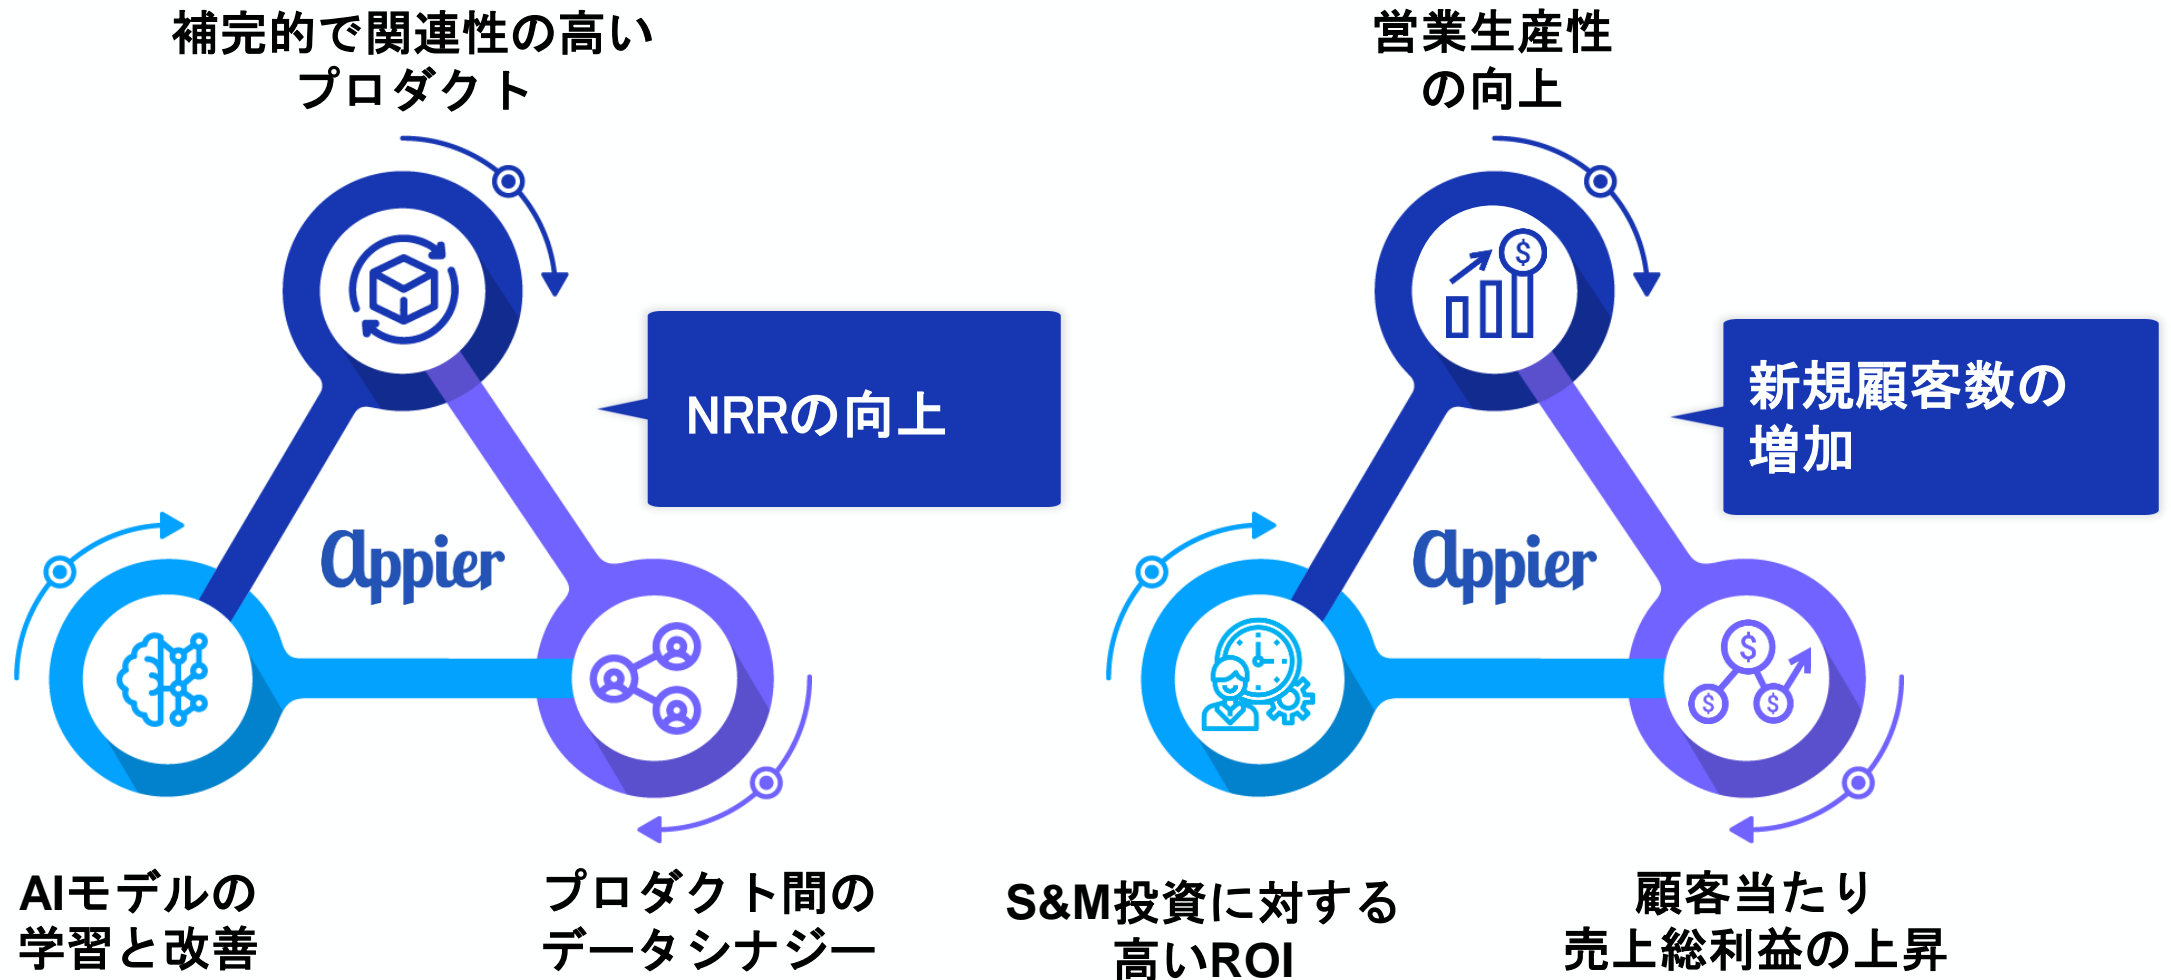 補完的で関連性の高い
プロダクト
NRRの向上
Appier
AIモデルの
学習と改善
プロダクト間の
データシナジー
営業生産性
の向上
新規顧客数の
増加
Appier
S&M投資に対する
高いROI
顧客当たり
売上総利益の上昇